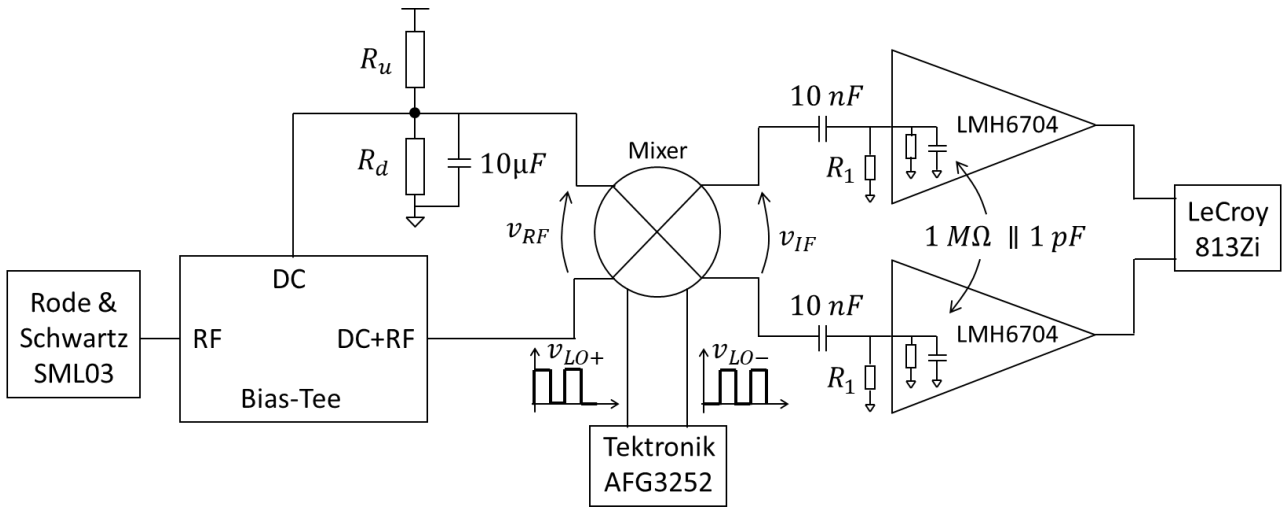 R_u
R_d
10μF
DC
RF
DC+RF
Bias-Tee
Rode &
Schwartz
SML03
Mixer
v_RF
v_IF
v_LO+
v_LO−
Tektronik
AFG3252
10 nF
R_1
LMH6704
1 MΩ ∥ 1 pF
10 nF
R_1
LMH6704
LeCroy
813Zi